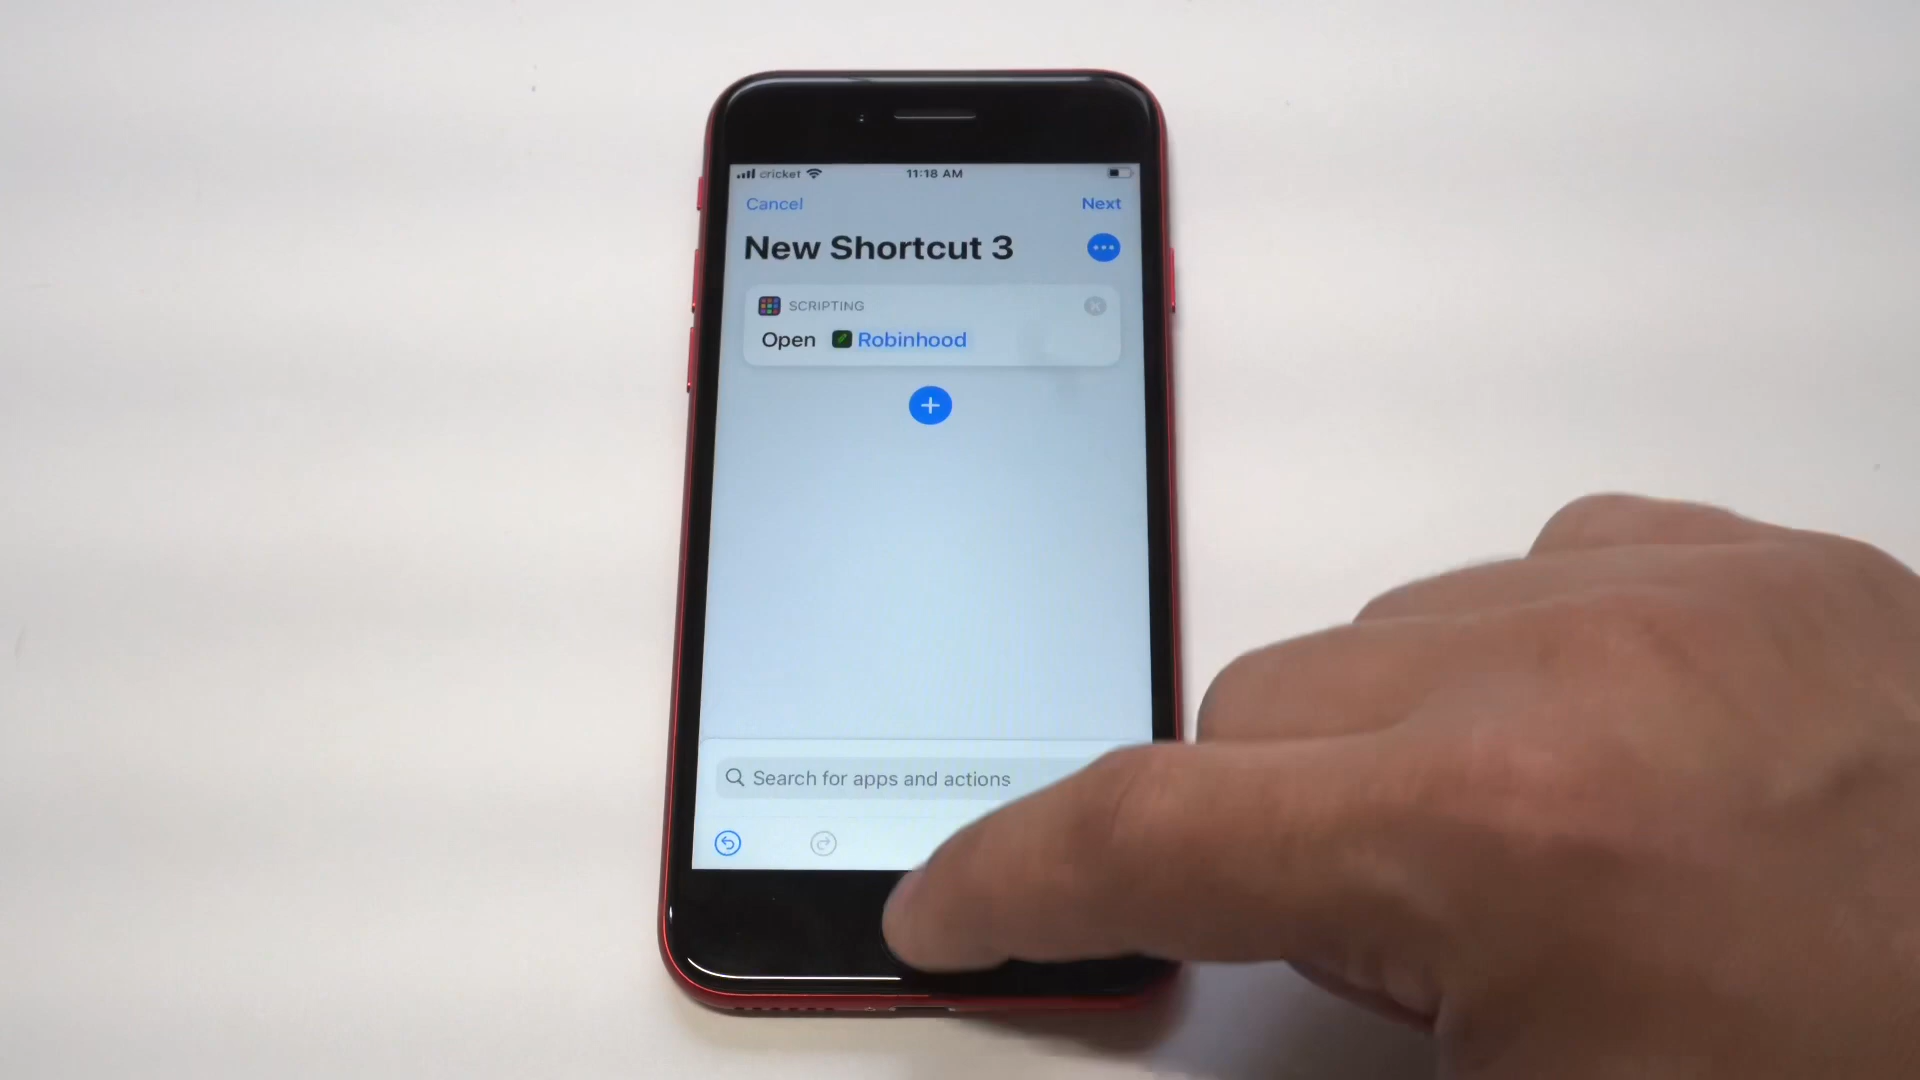 cricket 11:18 AM
Cancel Next
New Shortcut 3
SCRIPTING
Open Robinhood
Search for apps and actions